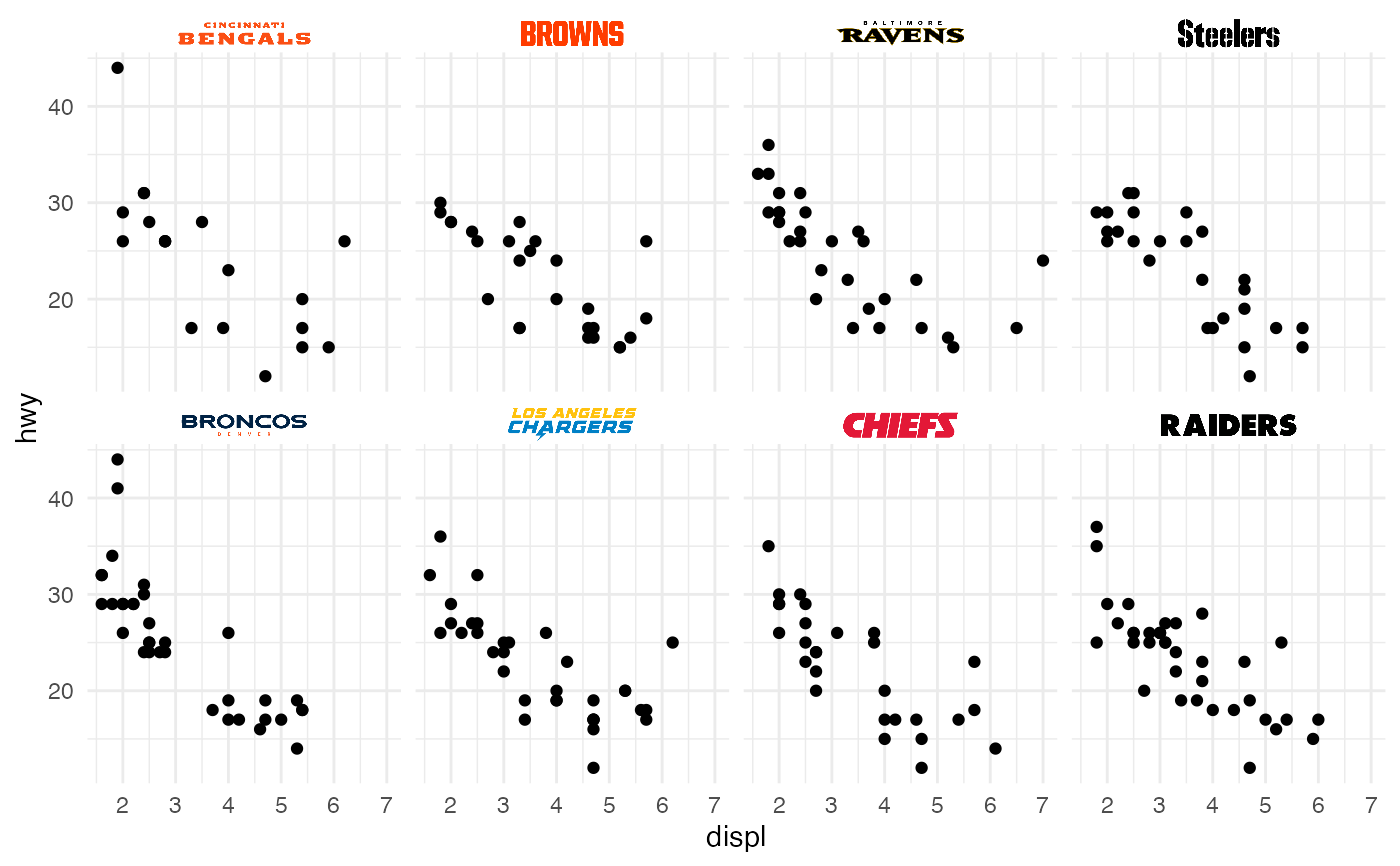 CINCINNATI
BENGALS
BROWNS
BALTIMORE
RAVENS
Steelers
40
30
20
hwy
BRONCOS
DENVER
LOS ANGELES
CHARGERS
CHIEFS
RAIDERS
40
30
20
2 3 4 5 6 7
2 3 4 5 6 7
2 3 4 5 6 7
2 3 4 5 6 7
displ